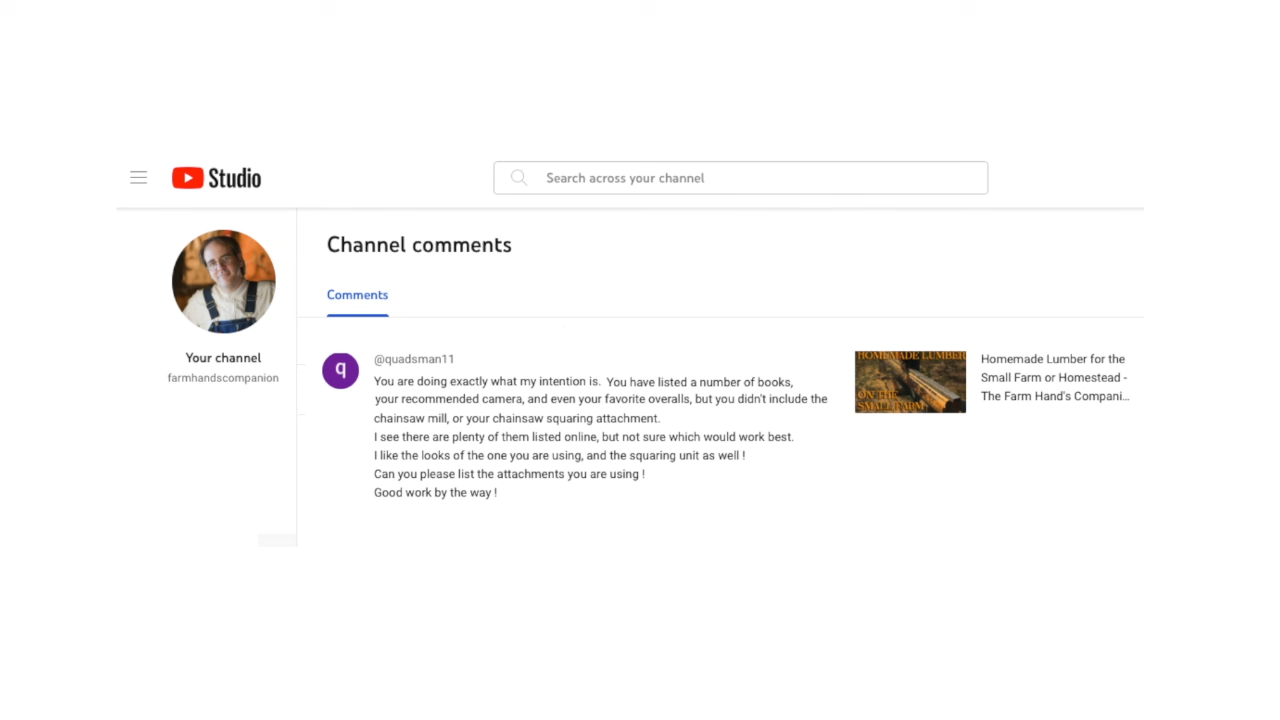 Studio
Search across your channel
Channel comments
Comments
Your channel
farmhandscompanion
q
@quadsman11
You are doing exactly what my intention is. You have listed a number of books,
your recommended camera, and even your favorite overalls, but you didn't include the
chainsaw mill, or your chainsaw squaring attachment.
I see there are plenty of them listed online, but not sure which would work best.
I like the looks of the one you are using, and the squaring unit as well !
Can you please list the attachments you are using !
Good work by the way !
HOMEMADE LUMBER
ON THE
SMALL FARM
Homemade Lumber for the
Small Farm or Homestead -
The Farm Hand's Compani...